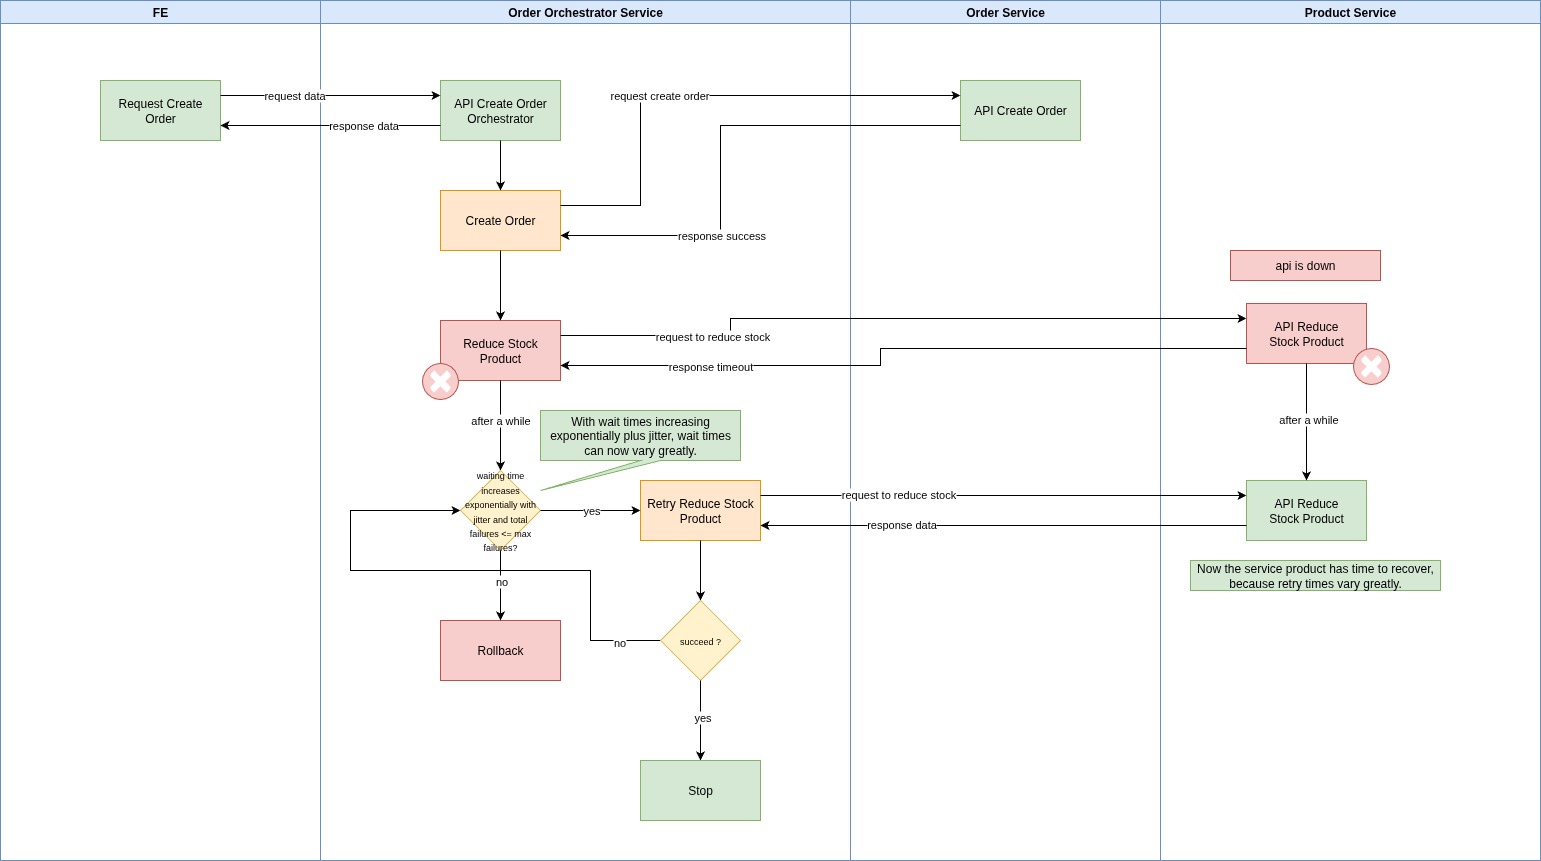 FE
Order Orchestrator Service
Order Service
Product Service
Request Create
Order
request data
response data
API Create Order
Orchestrator
request create order
API Create Order
Create Order
response success
api is down
Reduce Stock
Product
request to reduce stock
response timeout
API Reduce
Stock Product
after a while
after a while
With wait times increasing
exponentially plus jitter, wait times
can now vary greatly.
waiting time
increases
exponentially with
jitter and total
failures <= max
failures?
yes
Retry Reduce Stock
Product
request to reduce stock
response data
API Reduce
Stock Product
Now the service product has time to recover,
because retry times vary greatly.
no
Rollback
no
succeed ?
yes
Stop